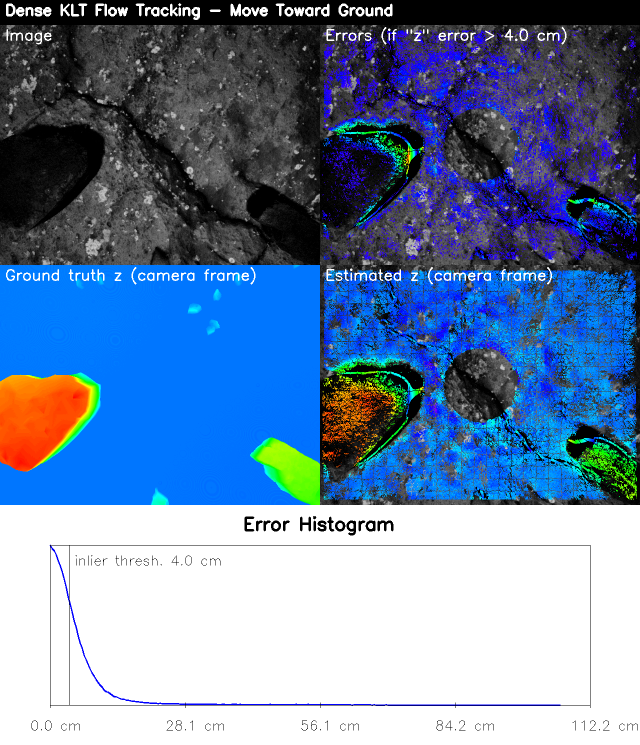 Dense KLT Flow Tracking - Move Toward Ground
Image
Errors (if "z" error > 4.0 cm)
Ground truth z (camera frame)
Estimated z (camera frame)
Error Histogram
inlier thresh. 4.0 cm
0.0 cm
28.1 cm
56.1 cm
84.2 cm
112.2 cm